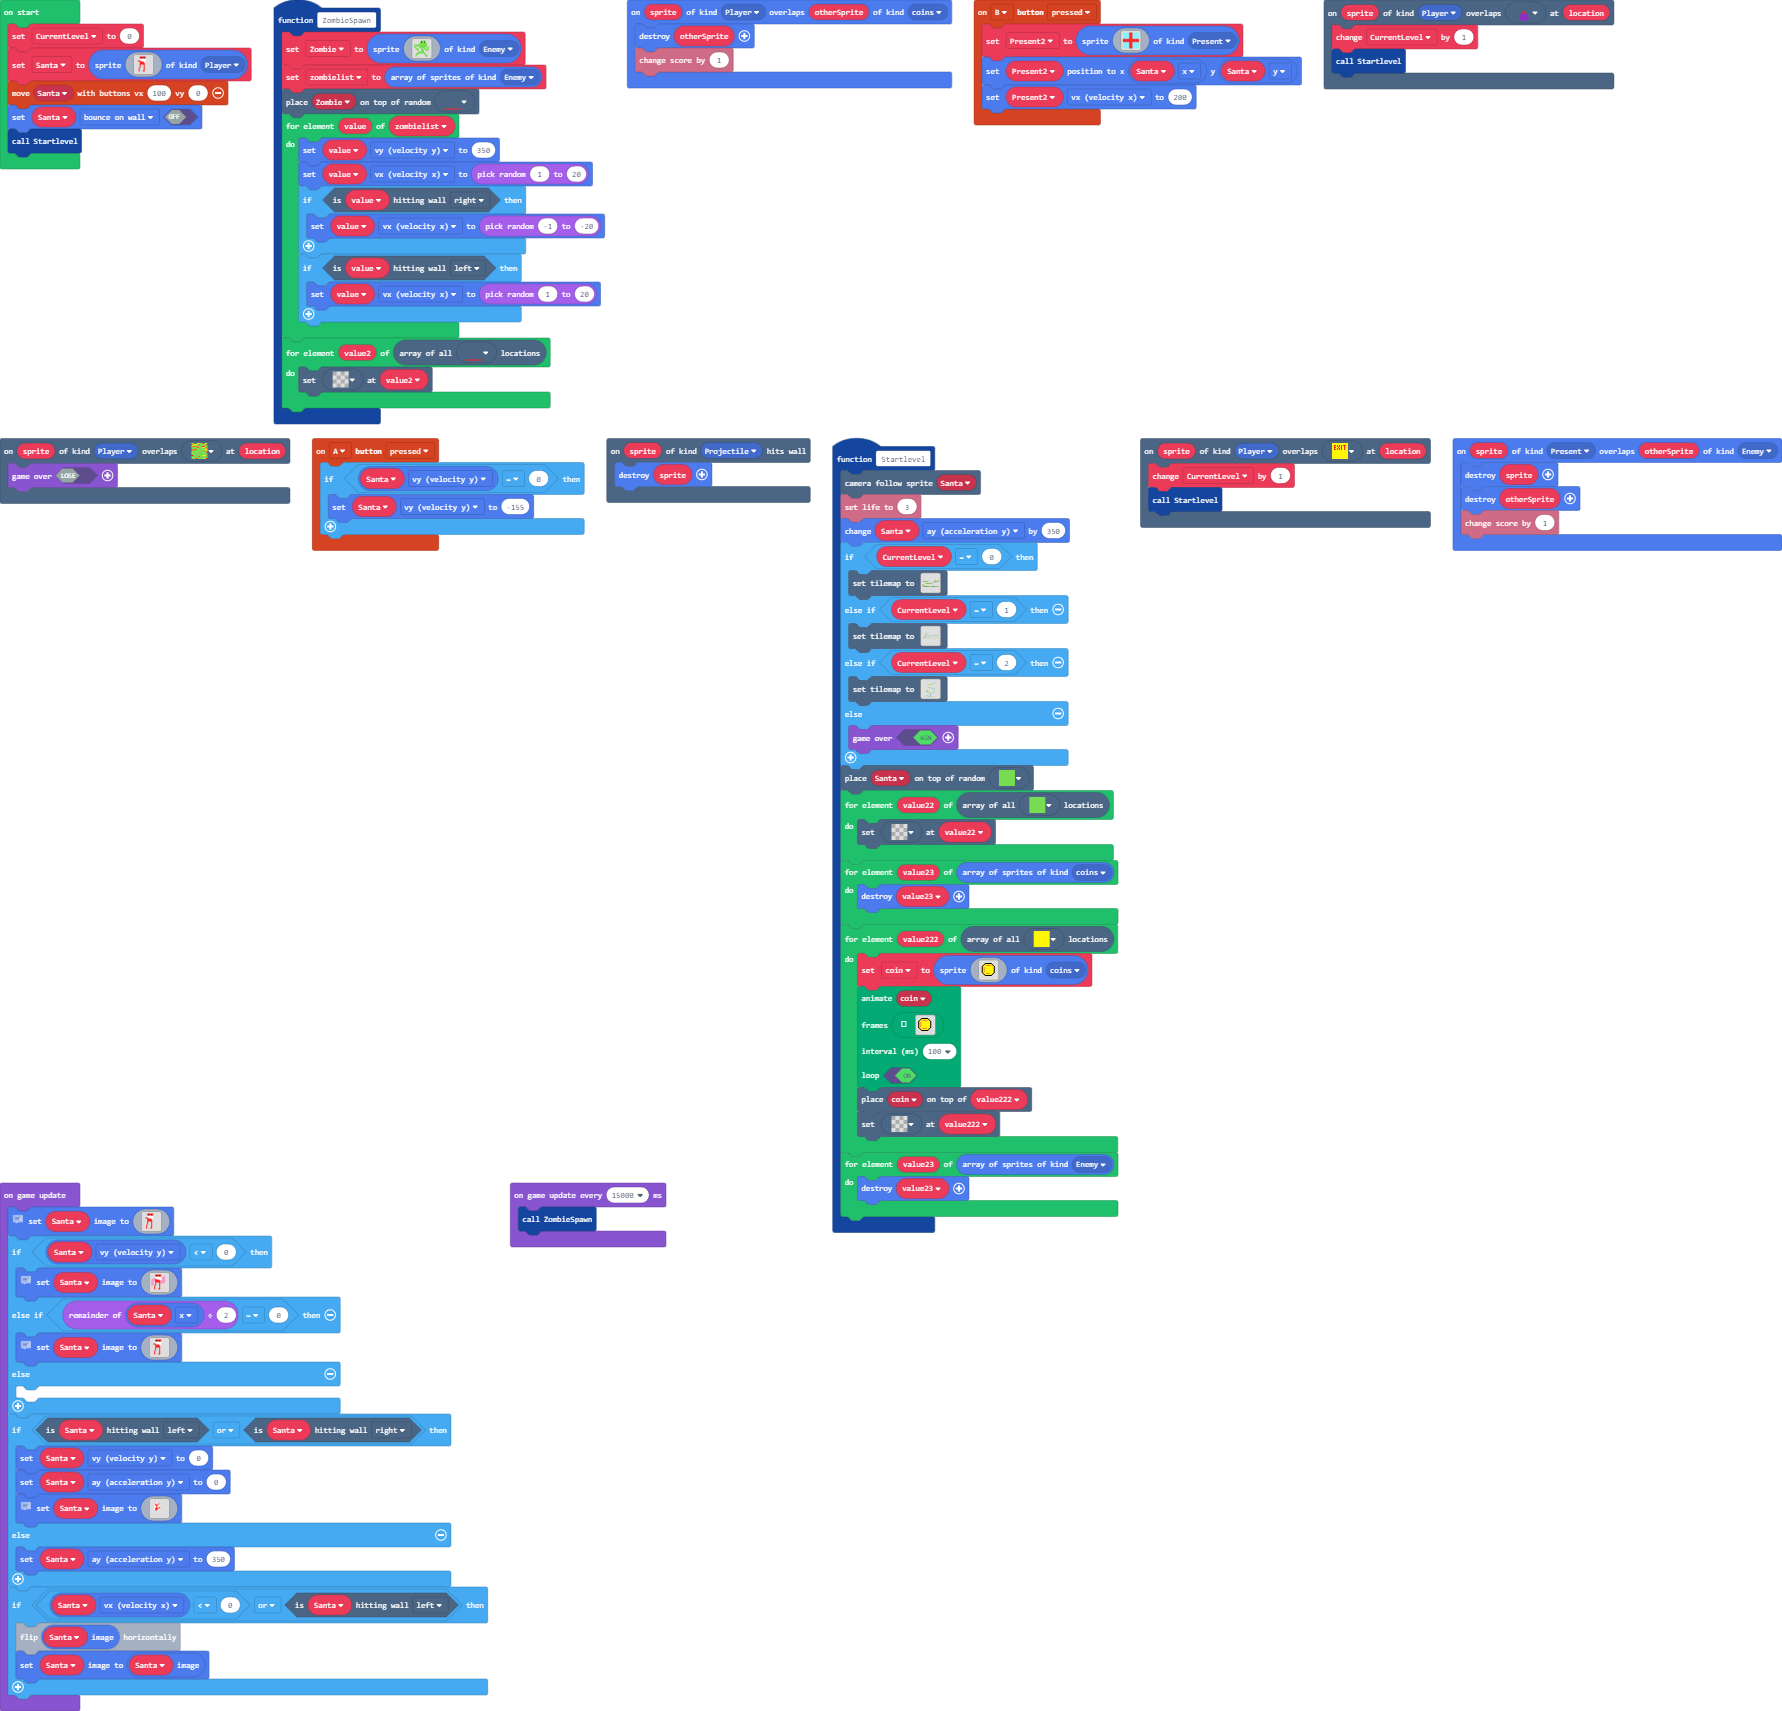 on start
set CurrentLevel to 0
set Santa to sprite of kind Player
move Santa with buttons vx 100 vy 0
set Santa bounce on wall OFF
call Startlevel
function ZombieSpawn
set Zombie to sprite of kind Enemy
set zombielist to array of sprites of kind Enemy
place Zombie on top of random
for element value of zombielist
do
set value vy (velocity y) to 350
set value vx (velocity x) to pick random 1 to 20
if is value hitting wall right then
set value vx (velocity x) to pick random -1 to -20
if is value hitting wall left then
set value vx (velocity x) to pick random 1 to 20
for element value2 of array of all locations
do
set at value2
on sprite of kind Player overlaps otherSprite of kind coins
destroy otherSprite
change score by 1
on B button pressed
set Present2 to sprite of kind Present
set Present2 position to x Santa x y Santa y
set Present2 vx (velocity x) to 200
on sprite of kind Player overlaps at location
change CurrentLevel by 1
call Startlevel
on sprite of kind Player overlaps at location
game over LOSE
on A button pressed
if Santa vy (velocity y) = 0 then
set Santa vy (velocity y) to -155
on sprite of kind Projectile hits wall
destroy sprite
function Startlevel
camera follow sprite Santa
set life to 3
change Santa ay (acceleration y) by 350
if CurrentLevel = 0 then
set tilemap to
else if CurrentLevel = 1 then
set tilemap to
else if CurrentLevel = 2 then
set tilemap to
else
game over WIN
place Santa on top of random
for element value22 of array of all locations
do
set at value22
for element value23 of array of sprites of kind coins
do
destroy value23
for element value222 of array of all locations
do
set coin to sprite of kind coins
animate coin
frames
interval (ms) 100
loop ON
place coin on top of value222
set at value222
for element value23 of array of sprites of kind Enemy
do
destroy value23
on sprite of kind Player overlaps EXIT at location
change CurrentLevel by 1
call Startlevel
on sprite of kind Present overlaps otherSprite of kind Enemy
destroy sprite
destroy otherSprite
change score by 1
on game update
set Santa image to
if Santa vy (velocity y) < 0 then
set Santa image to
else if remainder of Santa x ÷ 2 = 0 then
set Santa image to
else
if is Santa hitting wall left or is Santa hitting wall right then
set Santa vy (velocity y) to 0
set Santa ay (acceleration y) to 0
set Santa image to
else
set Santa ay (acceleration y) to 350
if Santa vx (velocity x) < 0 or is Santa hitting wall left then
flip Santa image horizontally
set Santa image to Santa image
on game update every 15000 ms
call ZombieSpawn